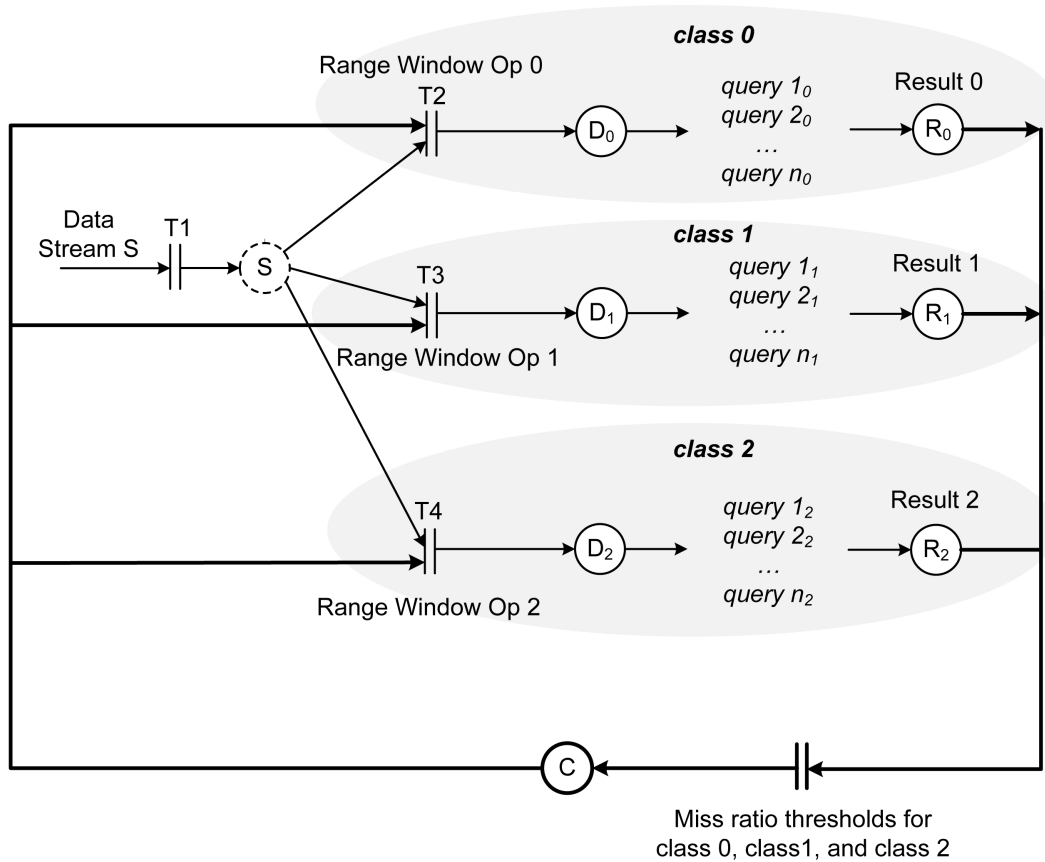 class 0
Range Window Op 0
T2
D0
query 10
query 20
…
query n0
Result 0
R0
Data
Stream S
T1
S
class 1
T3
Range Window Op 1
D1
query 11
query 21
…
query n1
Result 1
R1
class 2
T4
Range Window Op 2
D2
query 12
query 22
…
query n2
Result 2
R2
C
Miss ratio thresholds for
class 0, class1, and class 2